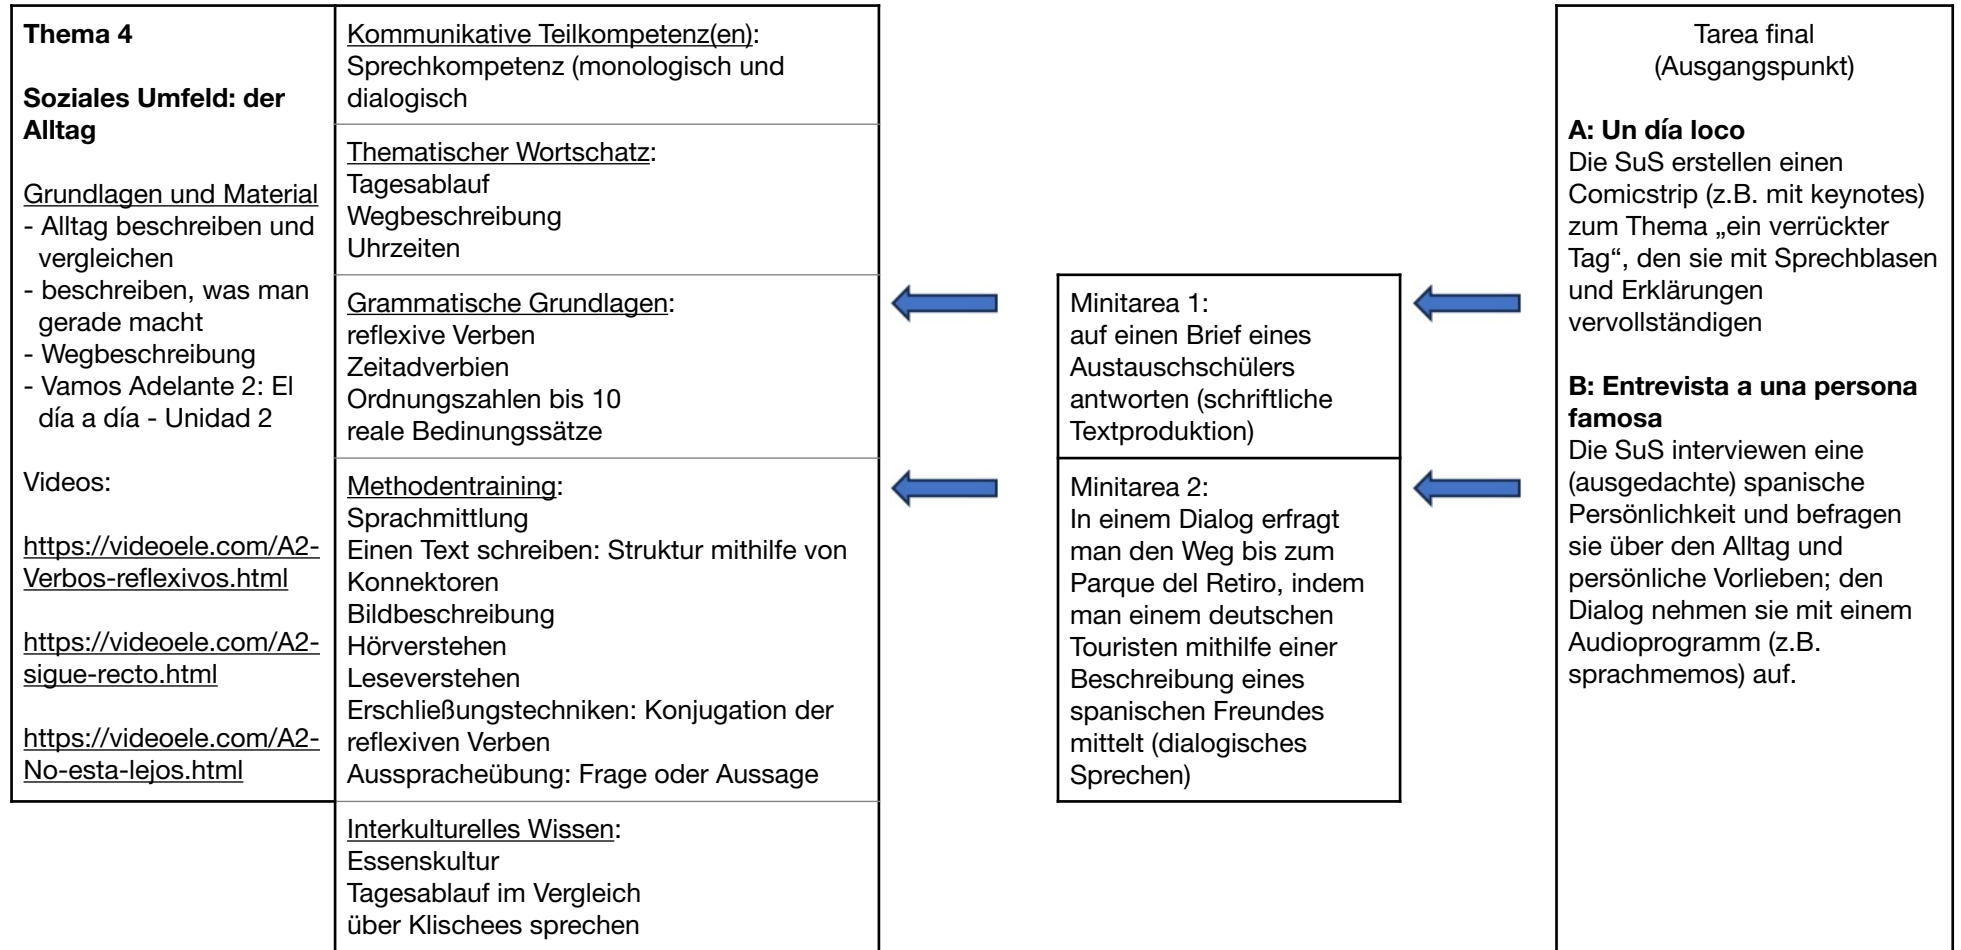 Thema 4
Soziales Umfeld: der
Alltag
Grundlagen und Material
- Alltag beschreiben und
vergleichen
- beschreiben, was man
gerade macht
- Wegbeschreibung
- Vamos Adelante 2: El
día a día - Unidad 2
Videos:
https://videoele.com/A2-
Verbos-reflexivos.html
https://videoele.com/A2-
sigue-recto.html
https://videoele.com/A2-
No-esta-lejos.html
Kommunikative Teilkompetenz(en):
Sprechkompetenz (monologisch und
dialogisch
Thematischer Wortschatz:
Tagesablauf
Wegbeschreibung
Uhrzeiten
Grammatische Grundlagen:
reflexive Verben
Zeitadverbien
Ordnungszahlen bis 10
reale Bedinungssätze
Methodentraining:
Sprachmittlung
Einen Text schreiben: Struktur mithilfe von
Konnektoren
Bildbeschreibung
Hörverstehen
Leseverstehen
Erschließungstechniken: Konjugation der
reflexiven Verben
Ausspracheübung: Frage oder Aussage
Interkulturelles Wissen:
Essenskultur
Tagesablauf im Vergleich
über Klischees sprechen
Minitarea 1:
auf einen Brief eines
Austauschschülers
antworten (schriftliche
Textproduktion)
Minitarea 2:
In einem Dialog erfragt
man den Weg bis zum
Parque del Retiro, indem
man einem deutschen
Touristen mithilfe einer
Beschreibung eines
spanischen Freundes
mittelt (dialogisches
Sprechen)
Tarea final
(Ausgangspunkt)
A: Un día loco
Die SuS erstellen einen
Comicstrip (z.B. mit keynotes)
zum Thema „ein verrückter
Tag“, den sie mit Sprechblasen
und Erklärungen
vervollständigen
B: Entrevista a una persona
famosa
Die SuS interviewen eine
(ausgedachte) spanische
Persönlichkeit und befragen
sie über den Alltag und
persönliche Vorlieben; den
Dialog nehmen sie mit einem
Audioprogramm (z.B.
sprachmemos) auf.